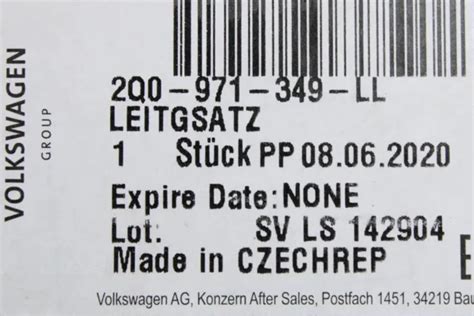 VOLKSWAGEN
GROUP
2Q0-971-349-LL
LEITGSATZ
1 Stück PP 08.06.2020
Expire Date: NONE
Lot: SV LS 142904
Made in CZECHREP
Volkswagen AG, Konzern After Sales, Postfach 1451, 34219 Bau